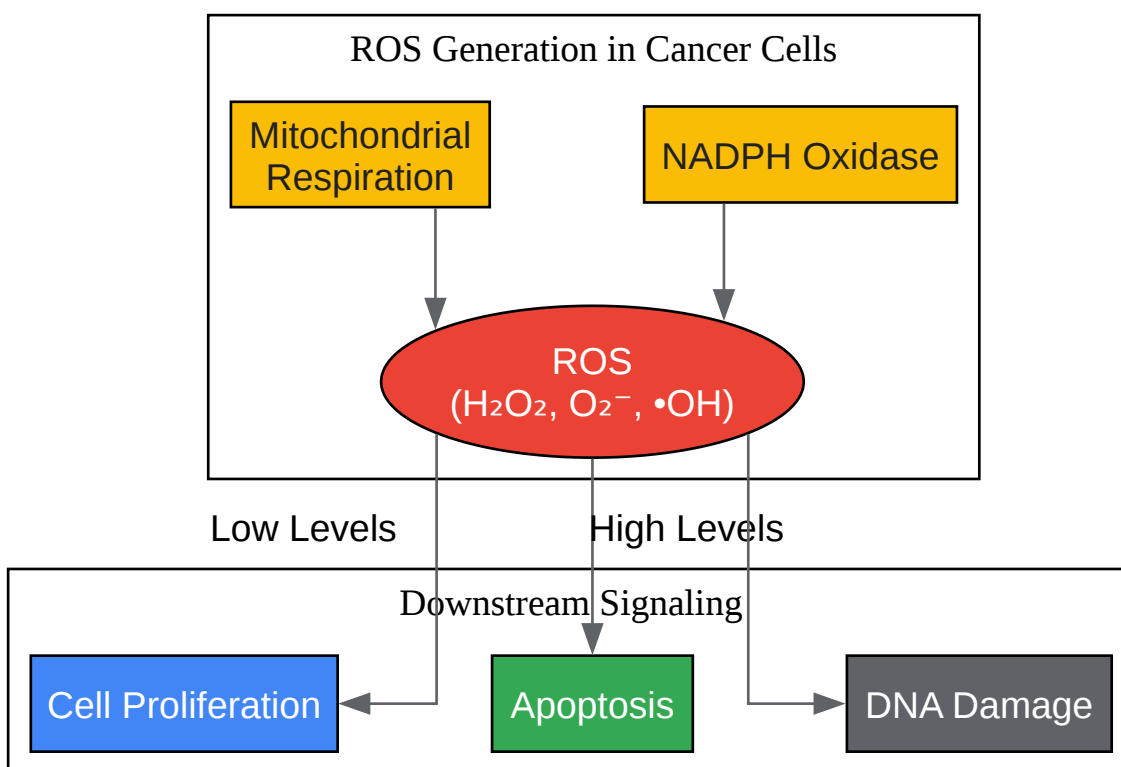 ROS Generation in Cancer Cells
Mitochondrial
Respiration
NADPH Oxidase
ROS
(H₂O₂, O₂⁻, •OH)
Low Levels
High Levels
Downstream Signaling
Cell Proliferation
Apoptosis
DNA Damage